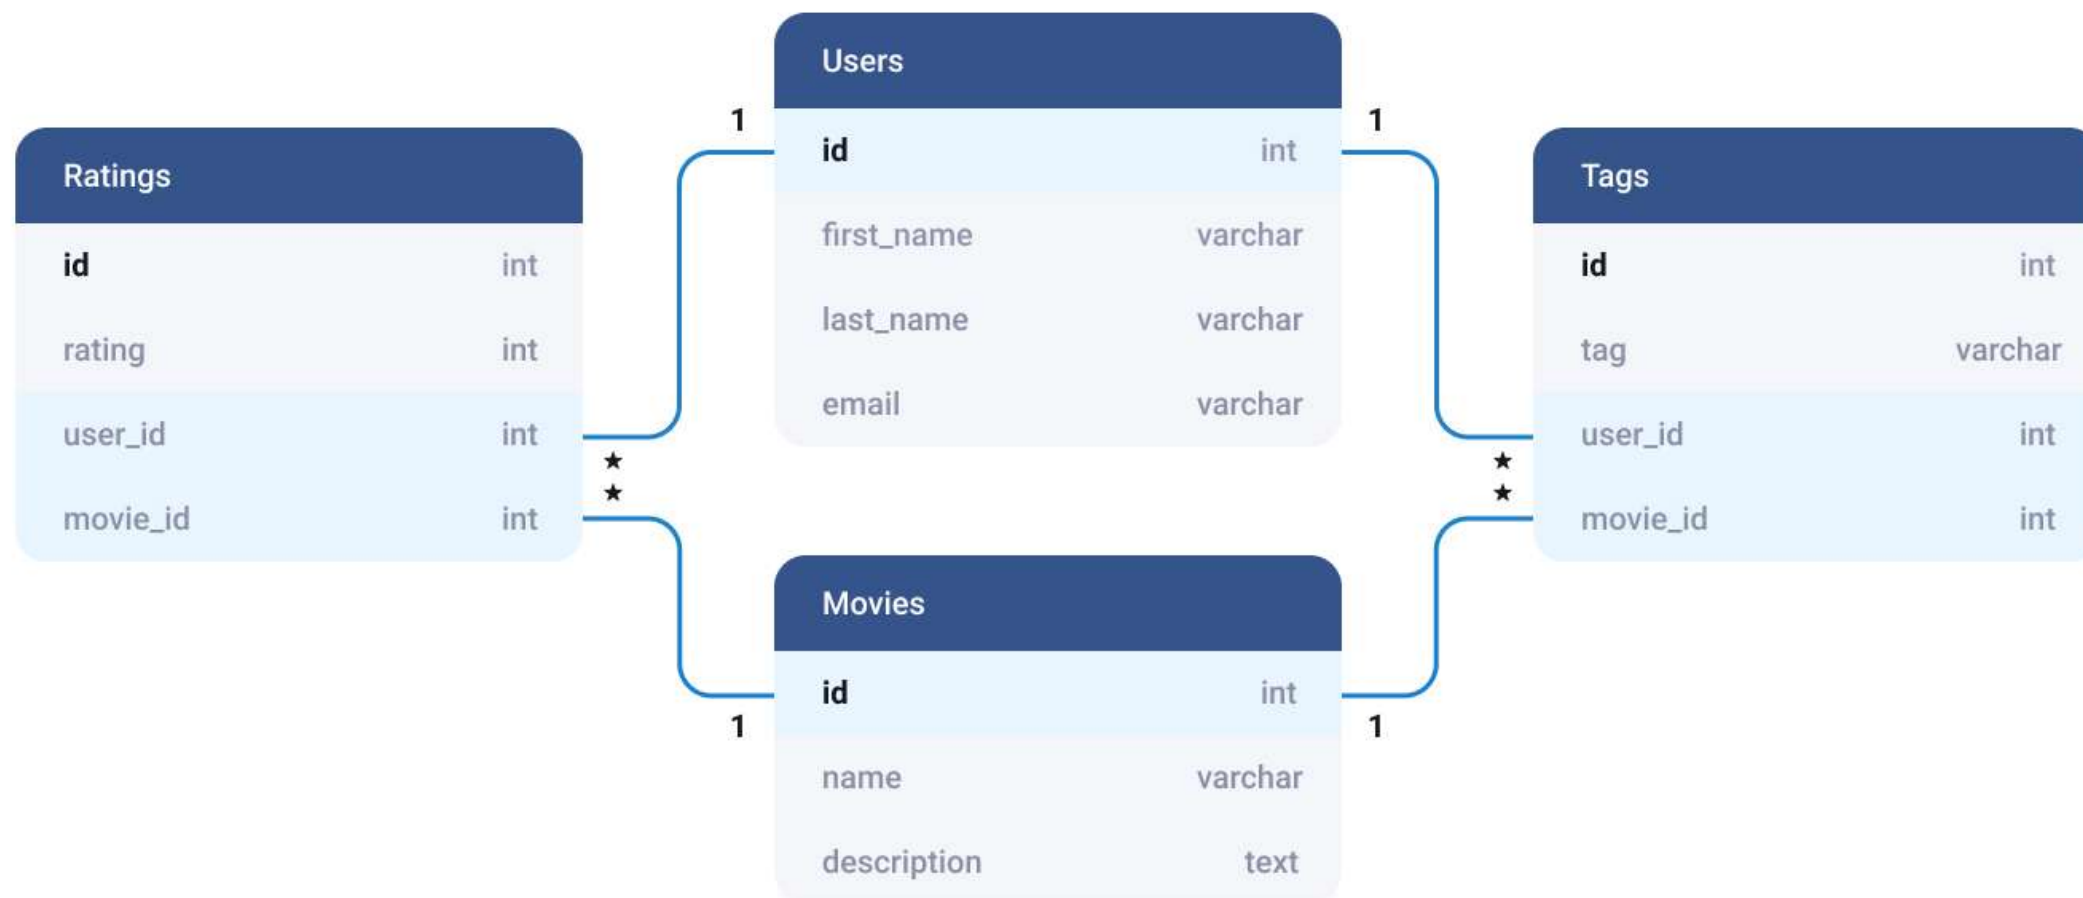 Users
1
id int
1
first_name varchar
last_name varchar
email varchar
Ratings
id int
rating int
user_id int
★
★
movie_id int
Tags
id int
tag varchar
user_id int
★
★
movie_id int
Movies
id int
1
1
name varchar
description text